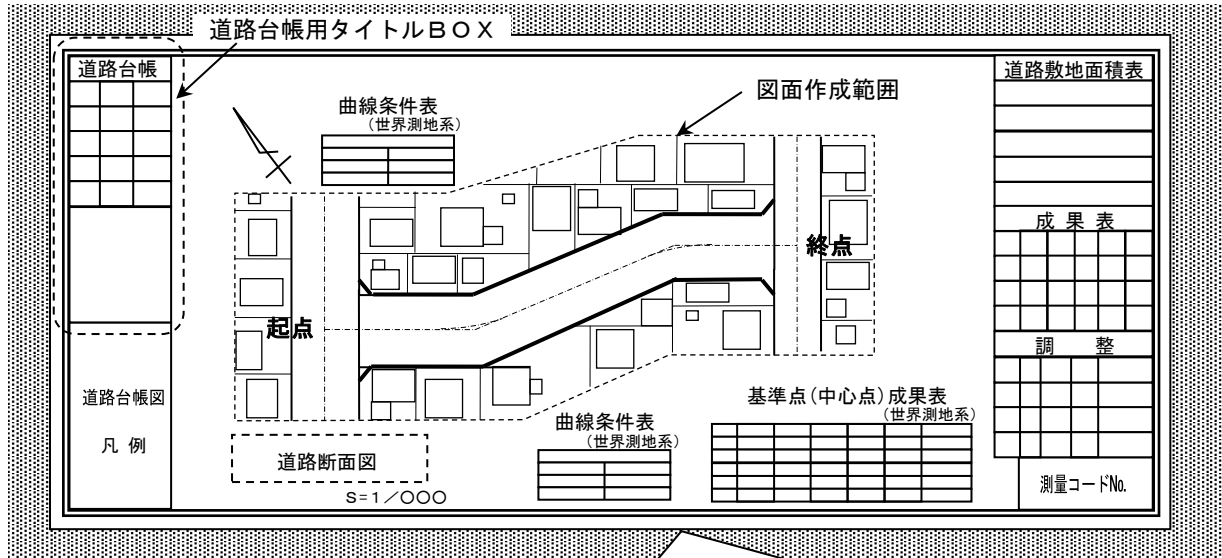 道路台帳用タイトルＢＯＸ
道路台帳
道路敷地面積表
図面作成範囲
曲線条件表
（世界測地系）
成果表
終点
起点
調　整
道路台帳図
凡 例
基準点(中心点)成果表
（世界測地系）
曲線条件表
（世界測地系）
道路断面図
S=1／○○○
測量コードNo.